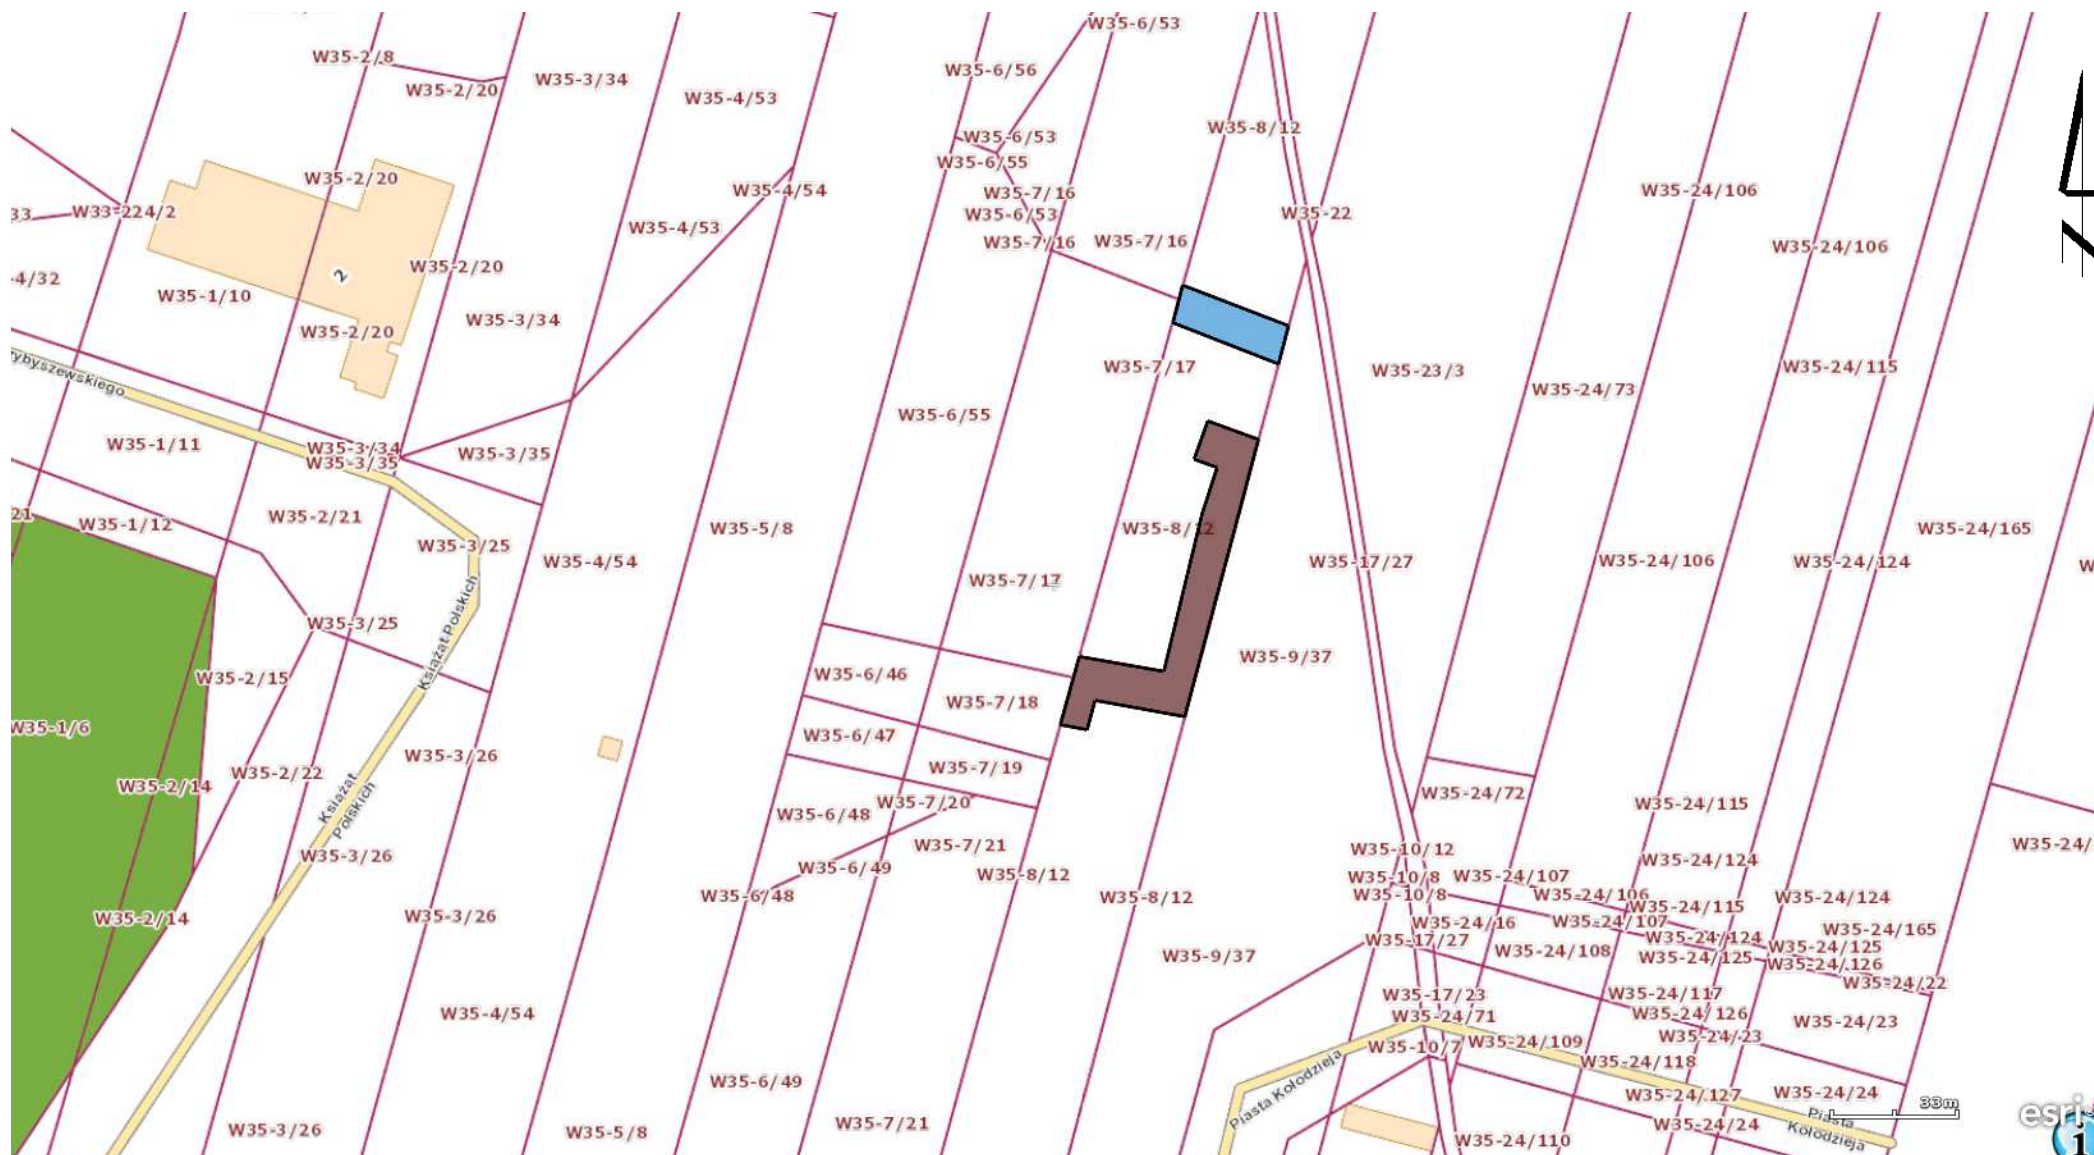 W35-6/53
W35-2/8
W35-6/56
W35-3/34
W35-2/20
W35-4/53
W35-8/12
W35-6/53
W35-6/55
W35-2/20
W35-4/54
W35-24/106
W35-7/16
33
W33-224/2
W35-6/53
W35-22
W35-4/53
W35-7/16
W35-7/16
W35-24/106
W35-2/20
2
-4/32
W35-1/10
W35-3/34
W35-2/20
W35-7/17
W35-24/115
W35-23/3
ybyszewskiego
W35-24/73
W35-6/55
W35-1/11
W35-3/34
W35-3/35
W35-3/35
21
W35-1/12
W35-2/21
W35-5/8
W35-8/12
W35-24/165
W35-3/25
W35-4/54
W35-17/27
W35-24/106
W35-24/124
W
W35-7/17
W35-3/25
Książąt Polskich
W35-9/37
W35-2/15
W35-6/46
W35-7/18
W35-1/6
W35-6/47
W35-3/26
W35-2/22
W35-7/19
W35-2/14
Książąt
Polskich
W35-24/72
W35-7/20
W35-24/115
W35-6/48
W35-7/21
W35-24/
W35-10/12
W35-3/26
W35-24/124
W35-6/49
W35-8/12
W35-10/8
W35-24/107
W35-6/48
W35-8/12
W35-10/8
W35-24/106
W35-24/124
W35-24/115
W35-2/14
W35-3/26
W35-24/16
W35-24/107
W35-24/165
W35-17/27
W35-24/124
W35-24/125
W35-9/37
W35-24/108
W35-24/125
W35-24/126
W35-24/22
W35-17/23
W35-24/117
W35-4/54
W35-24/71
W35-24/126
W35-24/23
W35-24/23
W35-10/7
W35-24/109
W35-24/118
W35-6/49
Piasta Kołodzieja
W35-24/127
W35-24/24
33m
esri
W35-3/26
W35-5/8
W35-7/21
W35-24/110
W35-24/24
Piasta
Kołodzieja
1